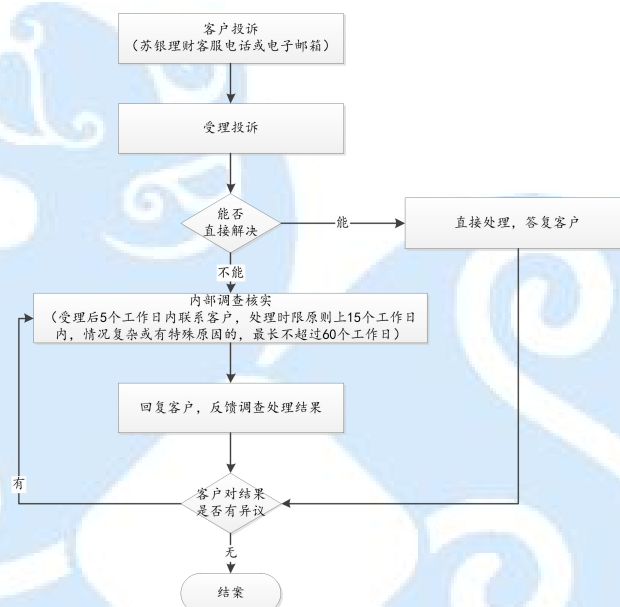 客户投诉
（苏银理财客服电话或电子邮箱）
受理投诉
能否
直接解决
能
直接处理，答复客户
不能
内部调查核实
（受理后5个工作日内联系客户，处理时限原则上15个工作日
内，情况复杂或有特殊原因的，最长不超过60个工作日）
回复客户，反馈调查处理结果
有
客户对结果
是否有异议
无
结案